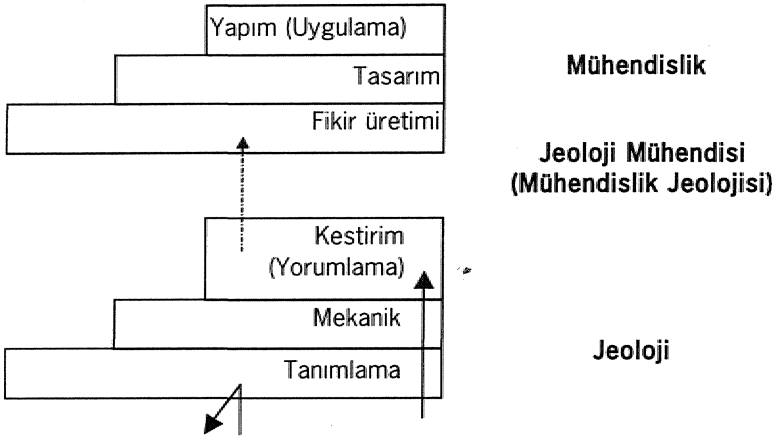 Yapım (Uygulama)
Tasarım
Fikir üretimi
Mühendislik
Jeoloji Mühendisi
(Mühendislik Jeolojisi)
Kestirim
(Yorumlama)
Mekanik
Tanımlama
Jeoloji